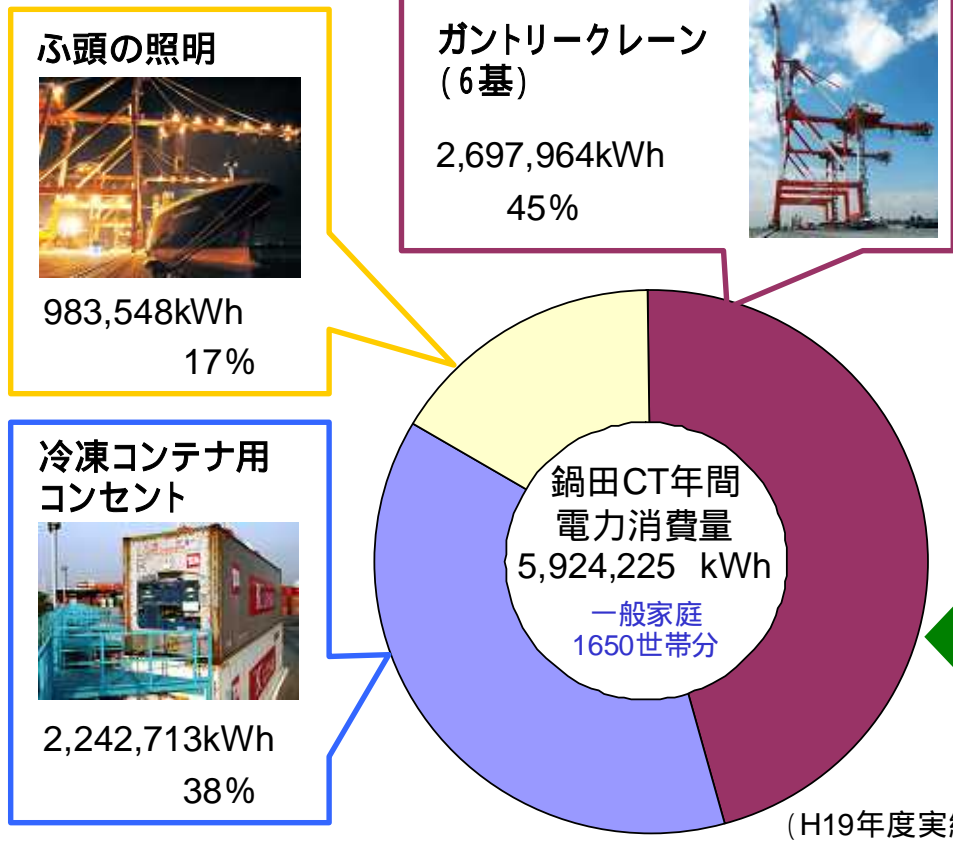 ふ頭の照明
983,548kWh
17%
ガントリークレーン
(6基)
2,697,964kWh
45%
冷凍コンテナ用
コンセント
2,242,713kWh
38%
鍋田CT年間
電力消費量
5,924,225 kWh
一般家庭
1650世帯分
(H19年度実